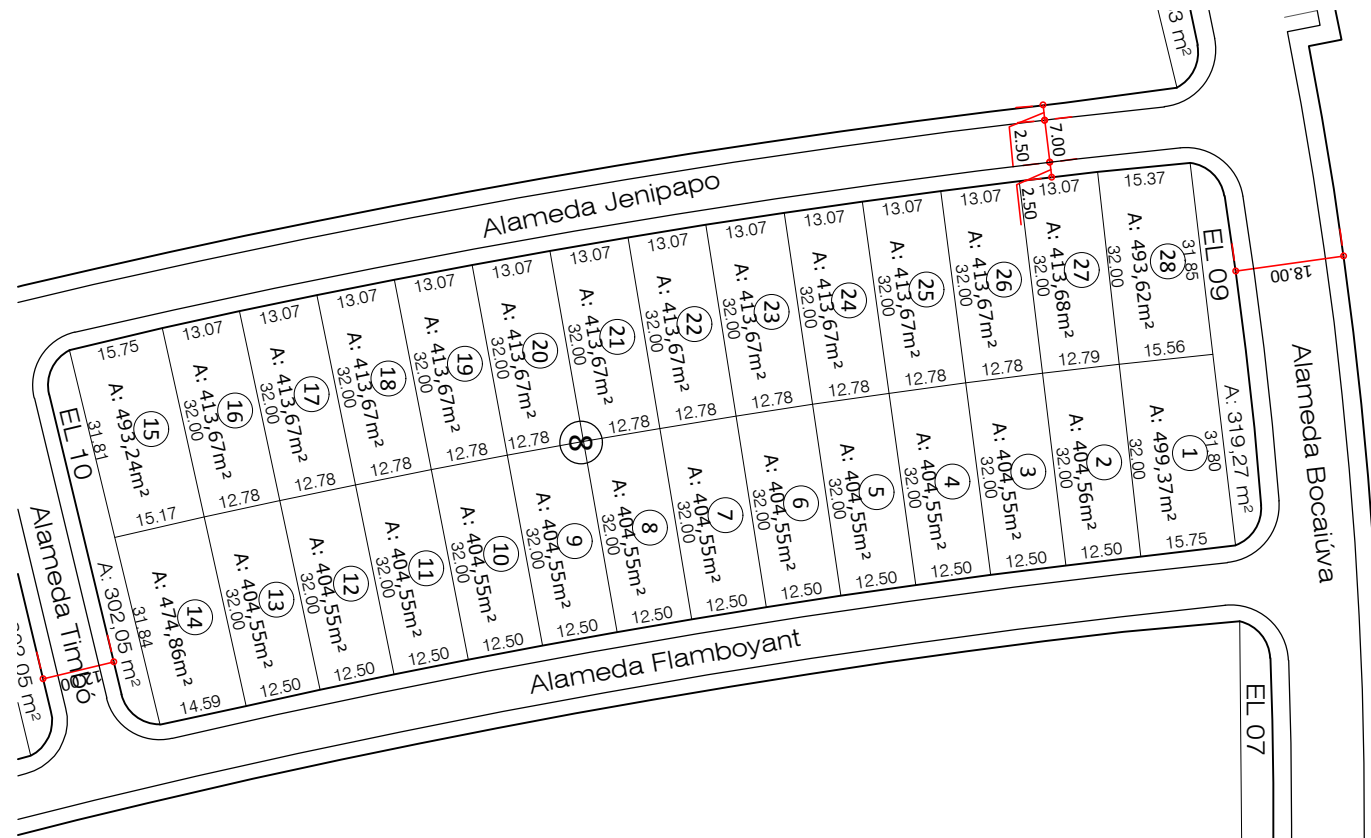 3 m²
7.00
2.50
2.50
18.00
Alameda Jenipapo
Alameda Bocaiúva
EL 09
A: 319,27 m²
15.37
31.85
28
A: 493,62m²
32.00
15.56
13.07
27
A: 413,68m²
32.00
12.79
13.07
26
A: 413,67m²
32.00
12.78
13.07
25
A: 413,67m²
32.00
12.78
13.07
24
A: 413,67m²
32.00
12.78
13.07
23
A: 413,67m²
32.00
12.78
13.07
22
A: 413,67m²
32.00
12.78
13.07
21
A: 413,67m²
32.00
12.78
13.07
20
A: 413,67m²
32.00
12.78
13.07
19
A: 413,67m²
32.00
12.78
13.07
18
A: 413,67m²
32.00
12.78
13.07
17
A: 413,67m²
32.00
12.78
13.07
16
A: 413,67m²
32.00
12.78
15.75
15
A: 493,24m²
31.81
15.17
EL 10
A: 302,05 m²
8
31.80
1
A: 499,37m²
32.00
15.75
2
A: 404,56m²
32.00
12.50
3
A: 404,55m²
32.00
12.50
4
A: 404,55m²
32.00
12.50
5
A: 404,55m²
32.00
12.50
6
A: 404,55m²
32.00
12.50
7
A: 404,55m²
32.00
12.50
8
A: 404,55m²
32.00
12.50
9
A: 404,55m²
32.00
12.50
10
A: 404,55m²
32.00
12.50
11
A: 404,55m²
32.00
12.50
12
A: 404,55m²
32.00
12.50
13
A: 404,55m²
32.00
12.50
14
A: 474,86m²
31.84
14.59
Alameda Timbó
12.00
02,05 m²
Alameda Flamboyant
EL 07